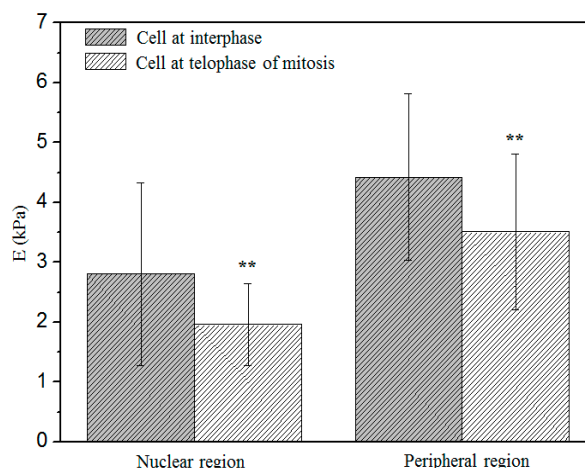 7
6
5
4
3
2
1
0
E (kPa)
Cell at interphase
Cell at telophase of mitosis
**
**
Nuclear region
Peripheral region